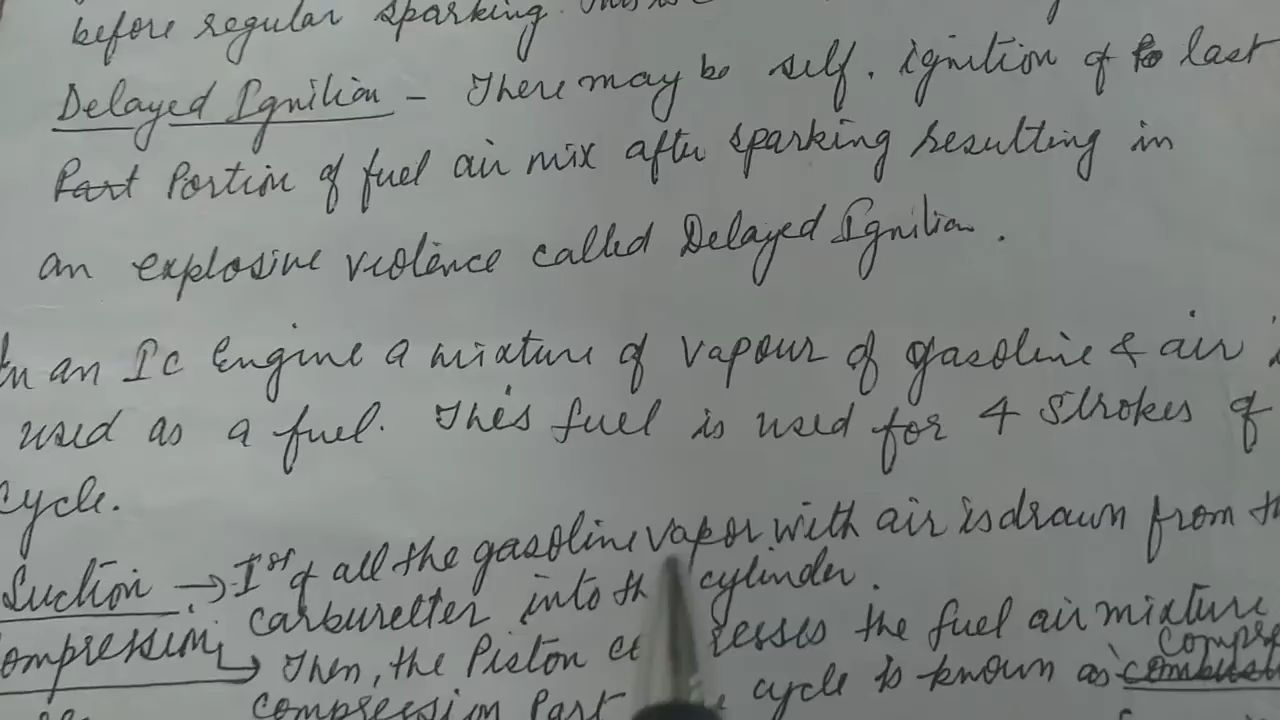 before regular sparking. This is
Delayed Ignition - There may be self. ignition of last
Part Portion of fuel air mix after sparking resulting in
an explosive violence called Delayed Ignition.
In an IC Engine a mixture of vapour of gasoline & air
used as a fuel. This fuel is used for 4 strokes of
cycle.
Suction → Ist of all the gasoline vapor with air is drawn from
carburetter into the cylinder.
Compression → Then, the Piston the fuel air mixture
compression Part cycle is known as